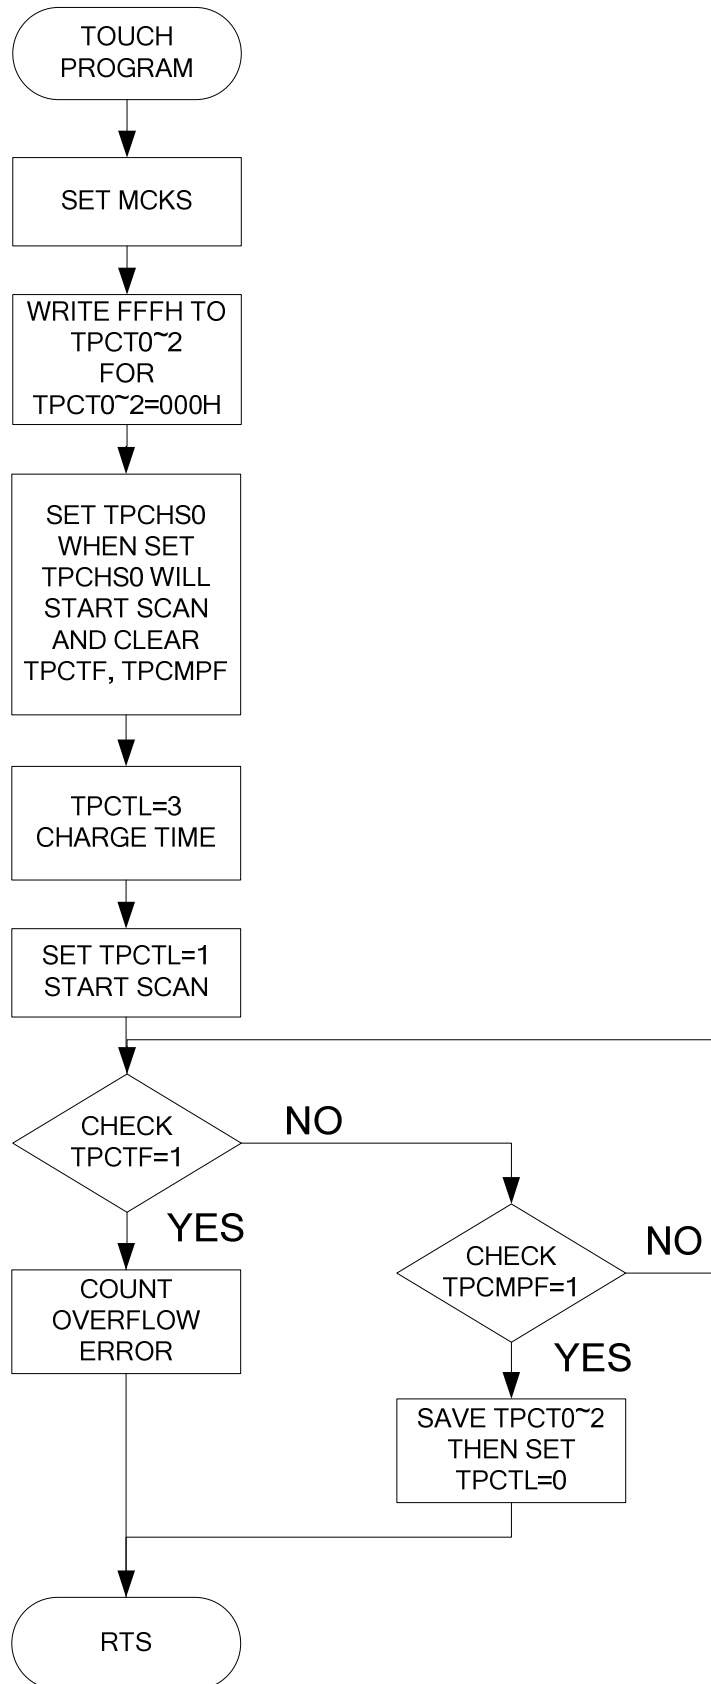 TOUCH
PROGRAM
SET MCKS
WRITE FFFH TO
TPCT0~2
FOR
TPCT0~2=000H
SET TPCHS0
WHEN SET
TPCHS0 WILL
START SCAN
AND CLEAR
TPCTF, TPCMPF
TPCTL=3
CHARGE TIME
SET TPCTL=1
START SCAN
CHECK
TPCTF=1
NO
YES
CHECK
TPCMPF=1
NO
COUNT
OVERFLOW
ERROR
YES
SAVE TPCT0~2
THEN SET
TPCTL=0
RTS